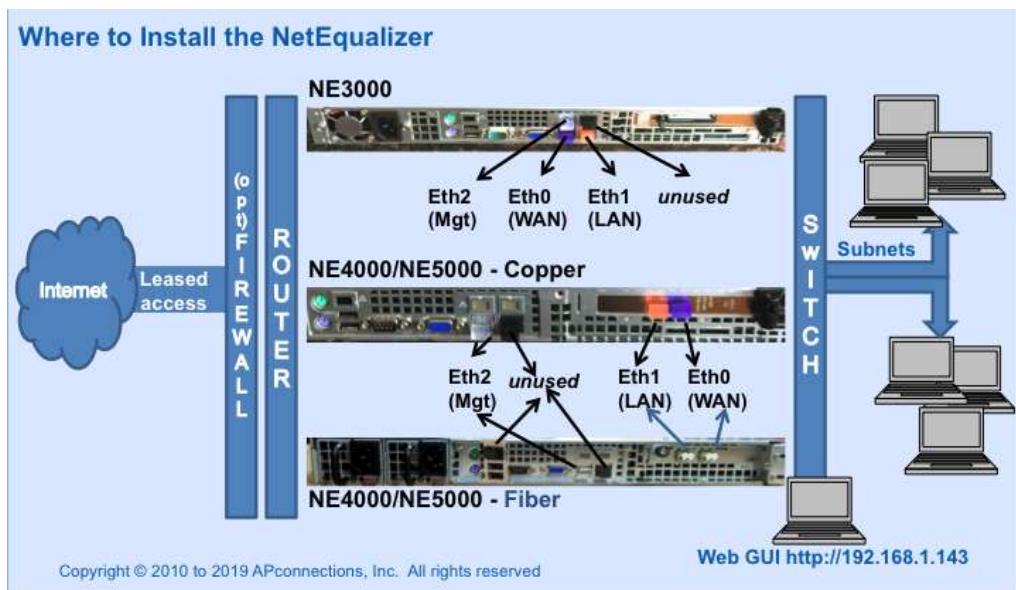 Where to Install the NetEqualizer
NE3000
Eth2 Eth0 Eth1 unused
(Mgt) (WAN) (LAN)
(opt)FIREWALL
ROUTER
Internet
Leased
access
NE4000/NE5000 - Copper
Eth2 unused Eth1 Eth0
(Mgt) (LAN) (WAN)
NE4000/NE5000 - Fiber
SWITCH
Subnets
Web GUI http://192.168.1.143
Copyright © 2010 to 2019 APconnections, Inc. All rights reserved